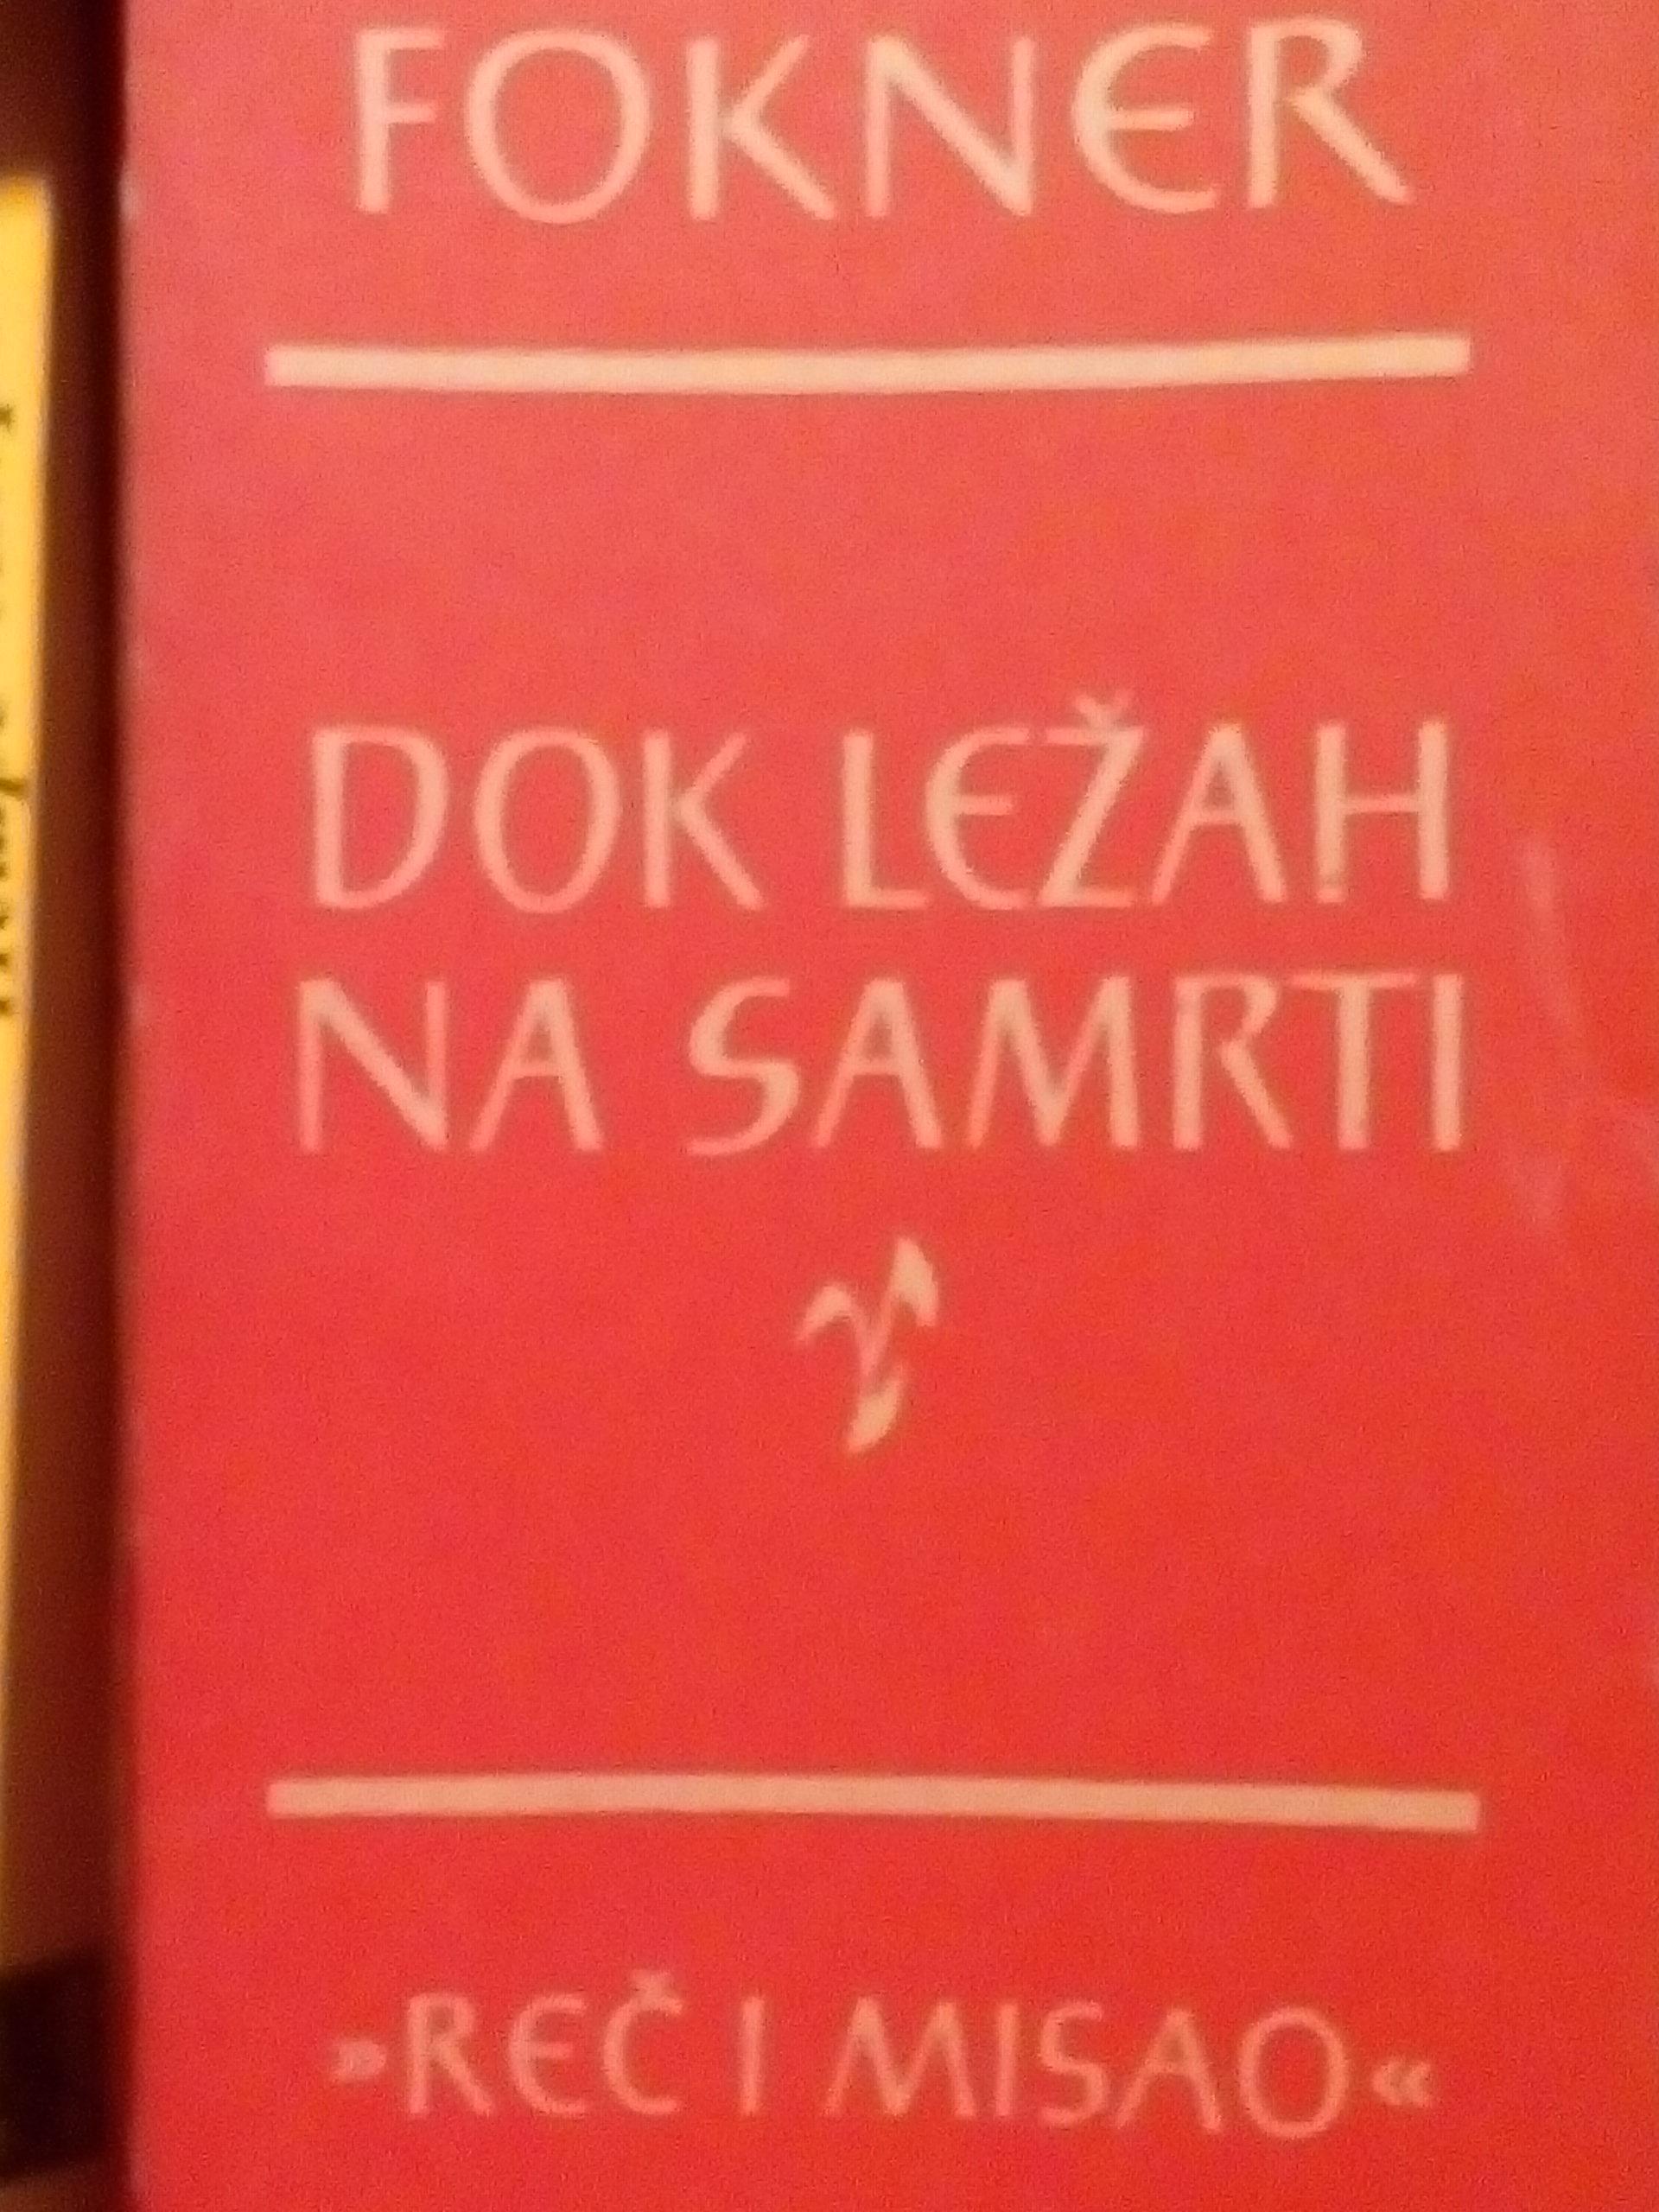 FOKNER
DOK LEŽAH
NA SAMRTI
»REČ I MISAO«